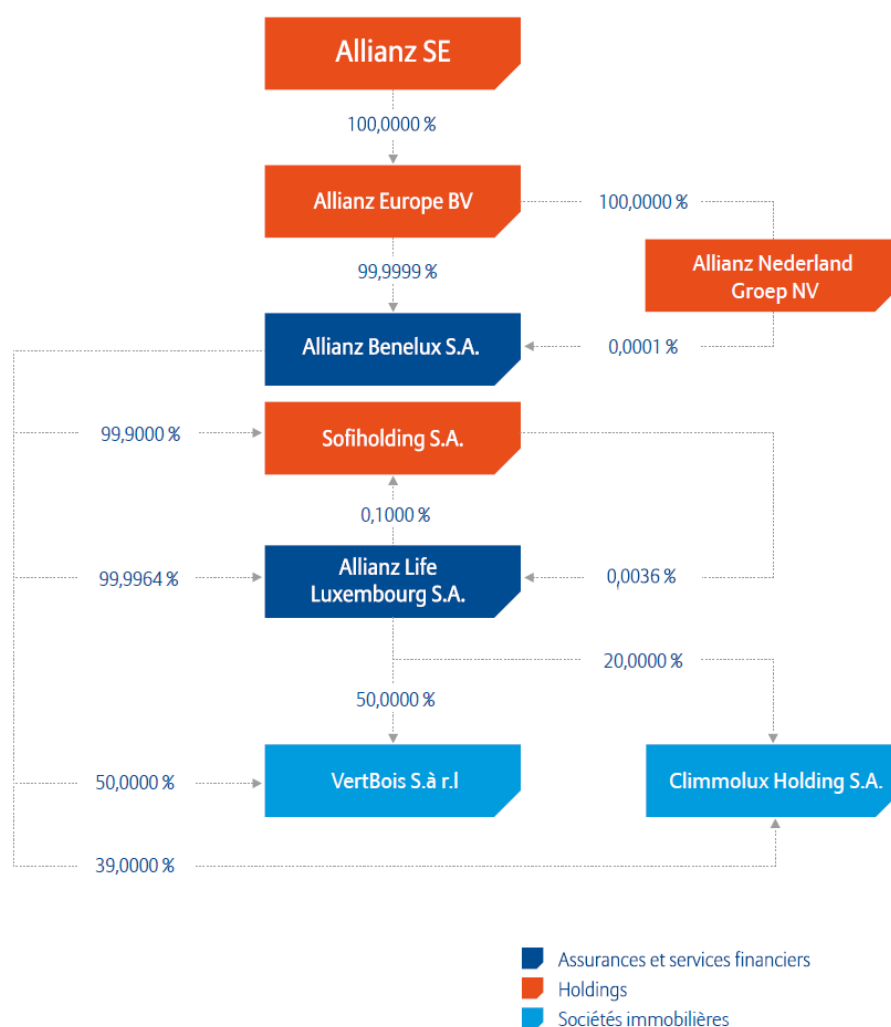 Allianz SE
100,0000 %
Allianz Europe BV
100,0000 %
99,9999 %
Allianz Nederland
Groep NV
Allianz Benelux S.A.
0,0001 %
99,9000 %
Sofiholding S.A.
0,1000 %
99,9964 %
Allianz Life
Luxembourg S.A.
0,0036 %
20,0000 %
50,0000 %
50,0000 %
VertBois S.à r.l
Climmolux Holding S.A.
39,0000 %
Assurances et services financiers
Holdings
Sociétés immobilières